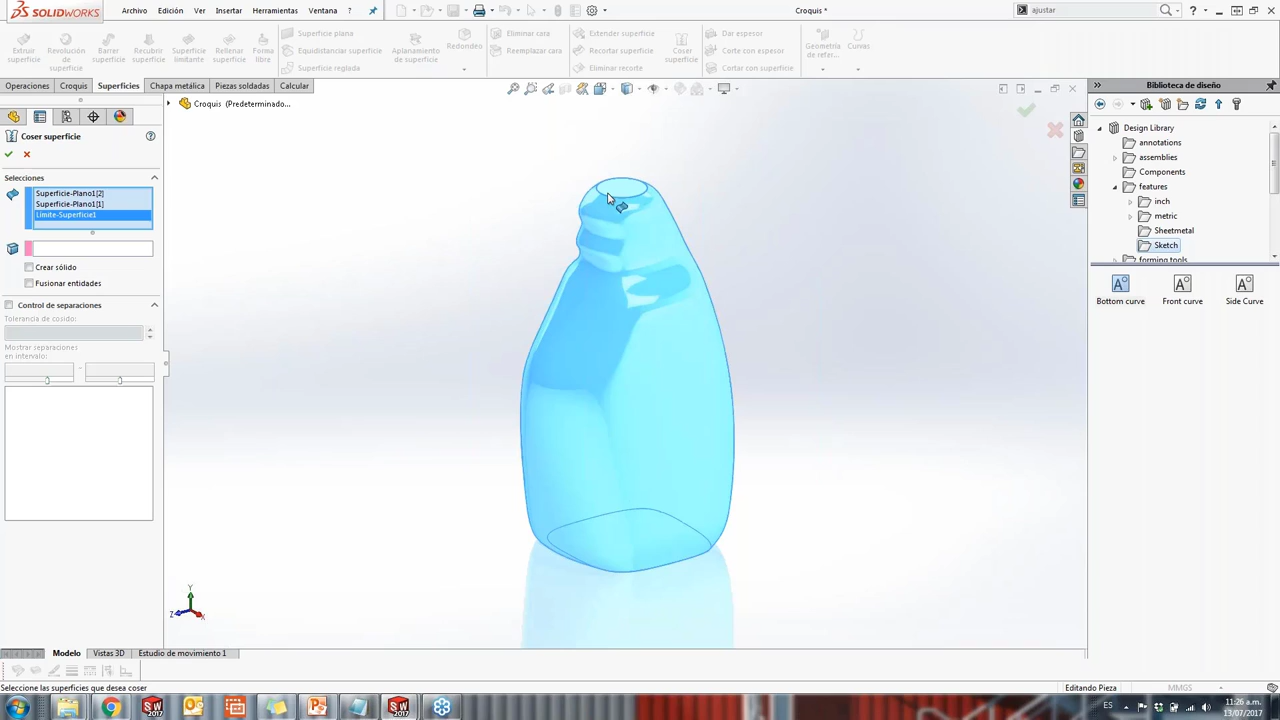 SOLIDWORKS
Archivo Edición Ver Insertar Herramientas Ventana ?
Croquis *
ajustar
Extruir superficie
Revolución de superficie
Barrer superficie
Recubrir superficie
Superficie limitante
Rellenar superficie
Forma libre
Superficie plana
Equidistanciar superficie
Superficie reglada
Aplanamiento de superficie
Redondeo
Eliminar cara
Reemplazar cara
Eliminar recorte
Extender superficie
Recortar superficie
Coser superficie
Dar espesor
Corte con espesor
Cortar con superficie
Geometría de refer...
Curvas
Operaciones Croquis Superficies Chapa metálica Piezas soldadas Calcular
Croquis (Predeterminado...
Coser superficie
Selecciones
Superficie-Plano1[2]
Superficie-Plano1[1]
Límite-Superficie1
Crear sólido
Fusionar entidades
Control de separaciones
Tolerancia de cosido:
Mostrar separaciones
en intervalo:
-
Y
Z
X
Biblioteca de diseño
Design Library
annotations
assemblies
Components
features
inch
metric
Sheetmetal
Sketch
forming tools
Bottom curve Front curve Side Curve
Modelo Vistas 3D Estudio de movimiento 1
Seleccione las superficies que desea coser
Editando Pieza
MMGS
SW 2017
SW 2017
ES
11:26 a.m.
13/07/2017